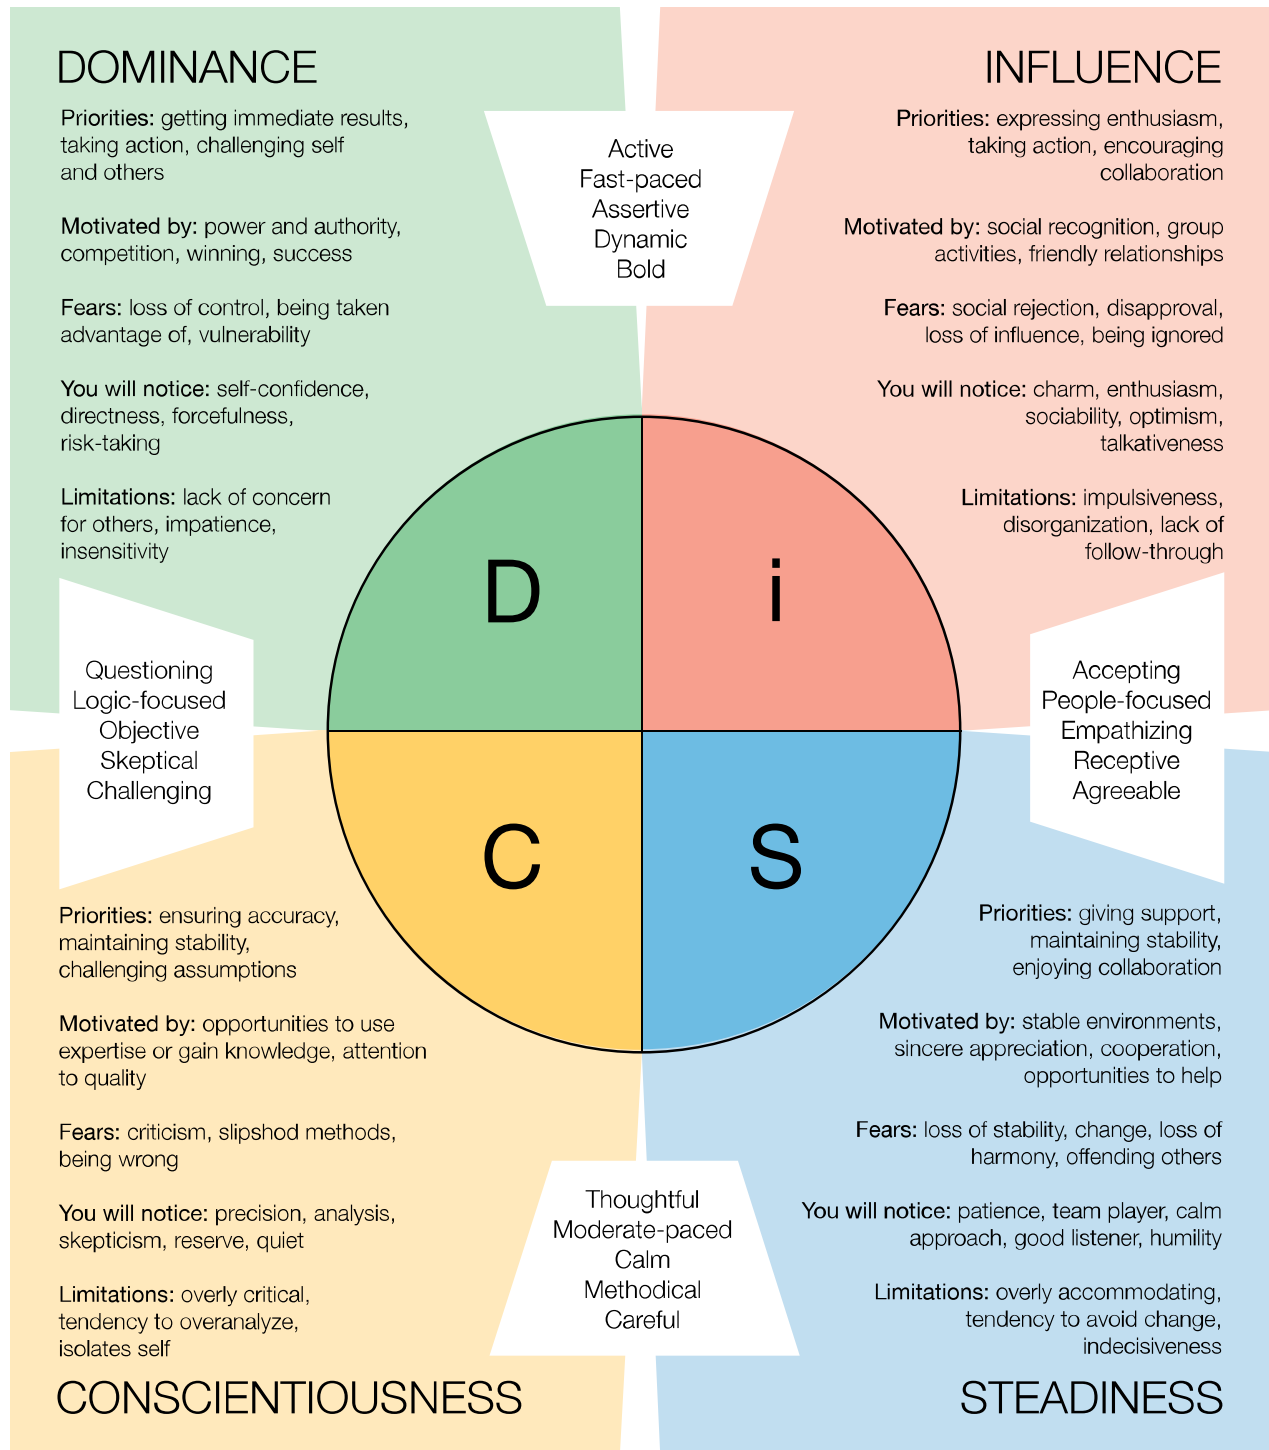 DOMINANCE
Priorities: getting immediate results,
taking action, challenging self
and others
Motivated by: power and authority,
competition, winning, success
Fears: loss of control, being taken
advantage of, vulnerability
You will notice: self-confidence,
directness, forcefulness,
risk-taking
Limitations: lack of concern
for others, impatience,
insensitivity
Active
Fast-paced
Assertive
Dynamic
Bold
INFLUENCE
Priorities: expressing enthusiasm,
taking action, encouraging
collaboration
Motivated by: social recognition, group
activities, friendly relationships
Fears: social rejection, disapproval,
loss of influence, being ignored
You will notice: charm, enthusiasm,
sociability, optimism,
talkativeness
Limitations: impulsiveness,
disorganization, lack of
follow-through
D
i
Questioning
Logic-focused
Objective
Skeptical
Challenging
Accepting
People-focused
Empathizing
Receptive
Agreeable
C
S
Priorities: ensuring accuracy,
maintaining stability,
challenging assumptions
Motivated by: opportunities to use
expertise or gain knowledge, attention
to quality
Fears: criticism, slipshod methods,
being wrong
You will notice: precision, analysis,
skepticism, reserve, quiet
Limitations: overly critical,
tendency to overanalyze,
isolates self
CONSCIENTIOUSNESS
Thoughtful
Moderate-paced
Calm
Methodical
Careful
Priorities: giving support,
maintaining stability,
enjoying collaboration
Motivated by: stable environments,
sincere appreciation, cooperation,
opportunities to help
Fears: loss of stability, change, loss of
harmony, offending others
You will notice: patience, team player, calm
approach, good listener, humility
Limitations: overly accommodating,
tendency to avoid change,
indecisiveness
STEADINESS